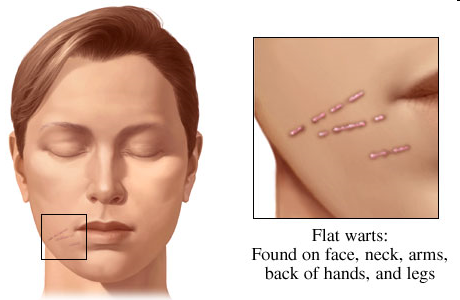 Flat warts:
Found on face, neck, arms,
back of hands, and legs